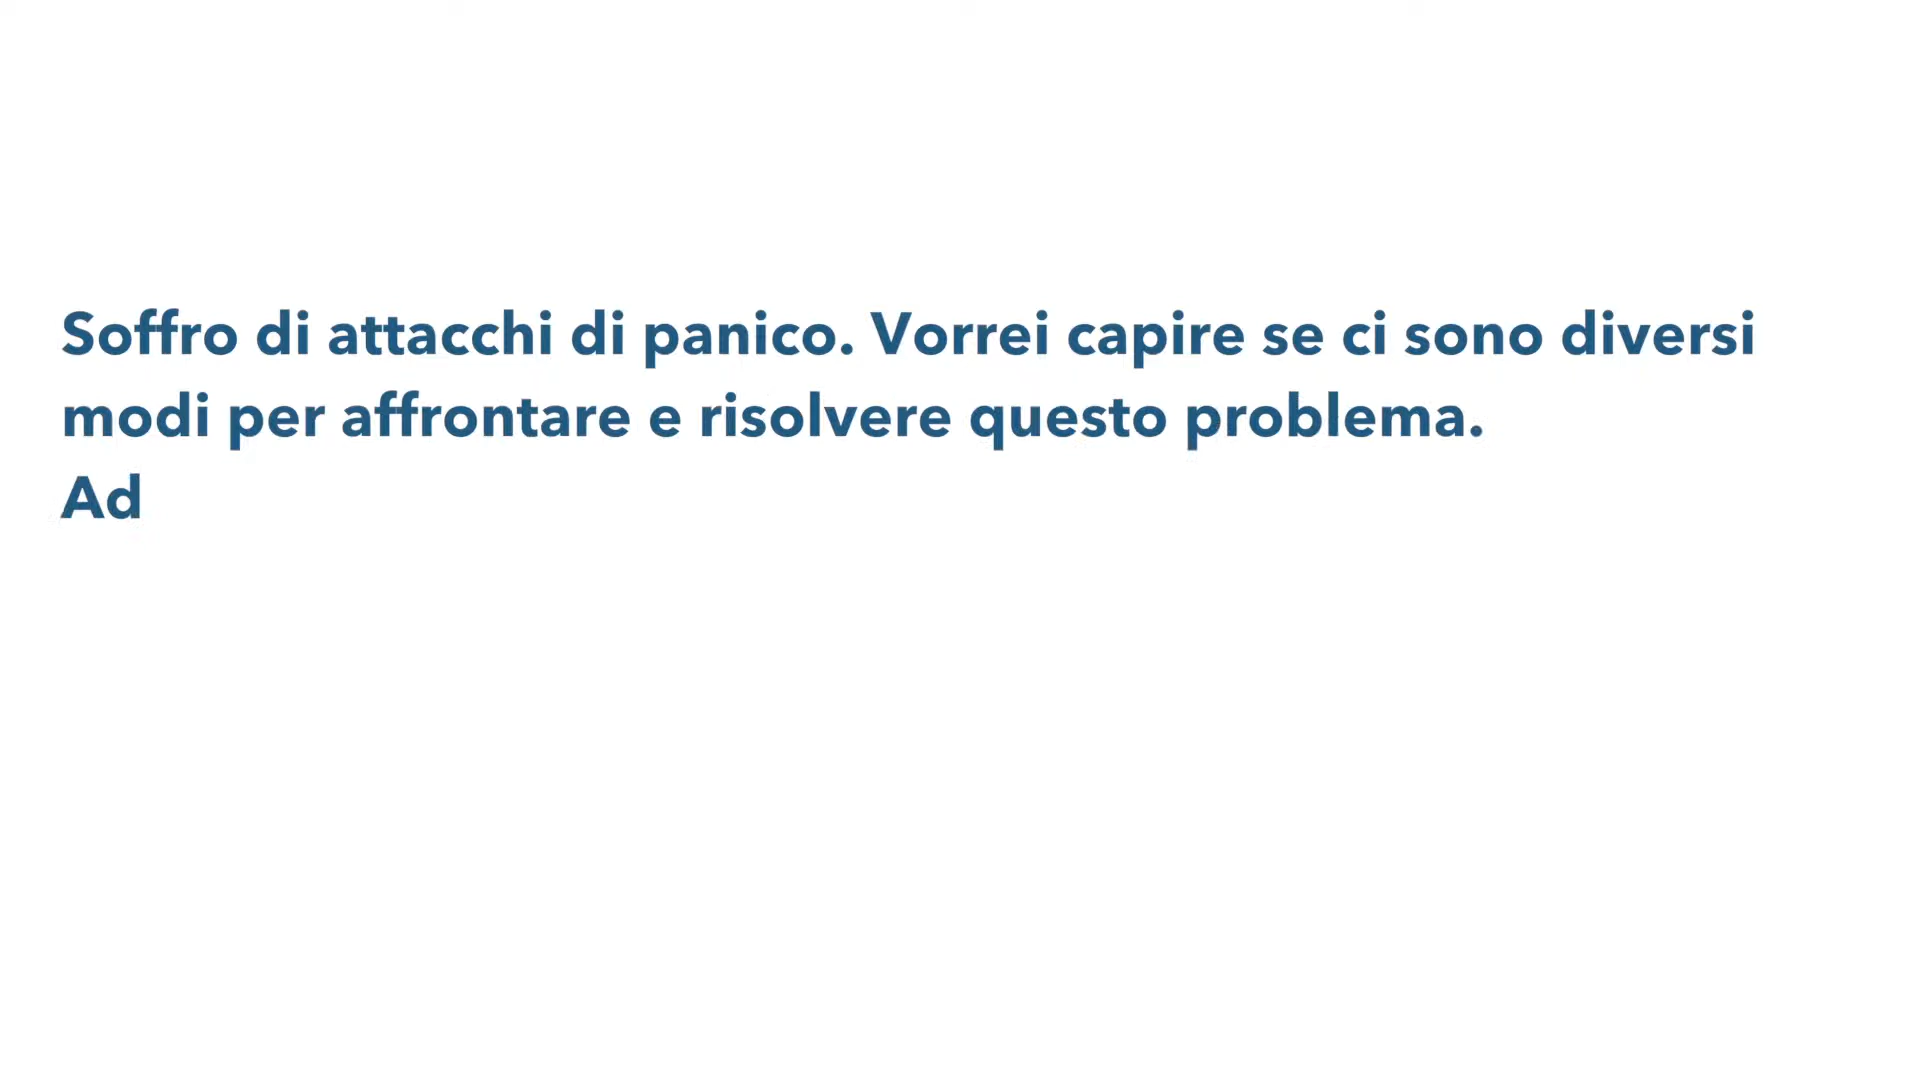 Soffro di attacchi di panico. Vorrei capire se ci sono diversi
modi per affrontare e risolvere questo problema.
Ad